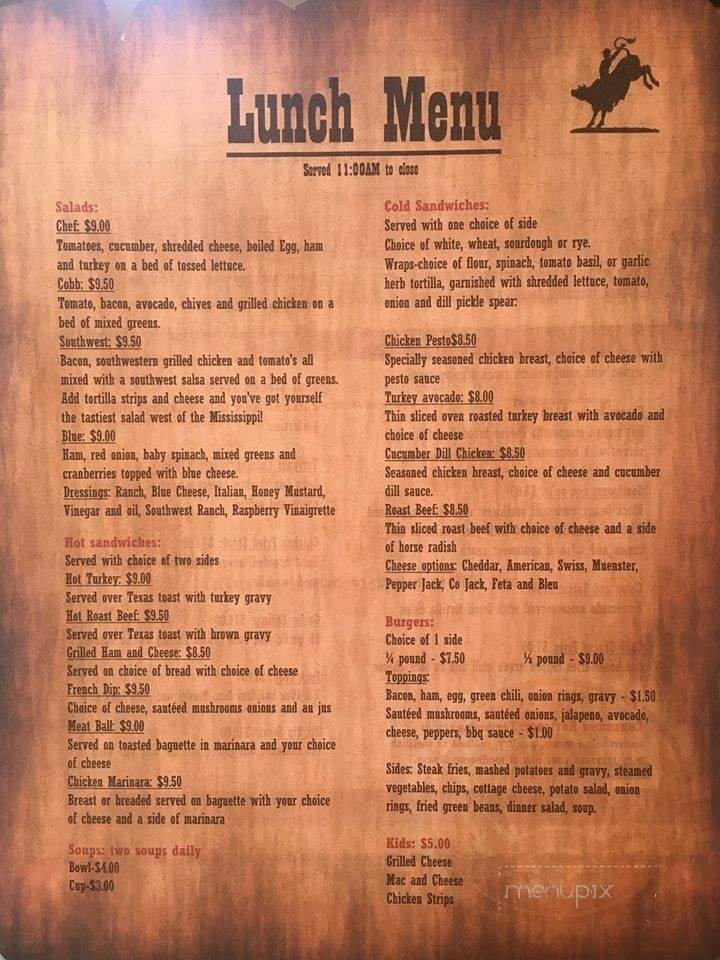 Lunch Menu
Served 11:00AM to close
Salads:
Chef: $9.00
Tomatoes, cucumber, shredded cheese, boiled Egg, ham
and turkey on a bed of tossed lettuce.
Cobb: $9.50
Tomato, bacon, avocado, chives and grilled chicken on a
bed of mixed greens.
Southwest: $9.50
Bacon, southwestern grilled chicken and tomato's all
mixed with a southwest salsa served on a bed of greens.
Add tortilla strips and cheese and you've got yourself
the tastiest salad west of the Mississippi!
Blue: $9.00
Ham, red onion, baby spinach, mixed greens and
cranberries topped with blue cheese.
Dressings: Ranch, Blue Cheese, Italian, Honey Mustard,
Vinegar and oil, Southwest Ranch, Raspberry Vinaigrette
Hot sandwiches:
Served with choice of two sides
Hot Turkey: $9.00
Served over Texas toast with turkey gravy
Hot Roast Beef: $9.50
Served over Texas toast with brown gravy
Grilled Ham and Cheese: $8.50
Served on choice of bread with choice of cheese
French Dip: $9.50
Choice of cheese, sautéed mushrooms onions and au jus
Meat Ball: $9.00
Served on toasted baguette in marinara and your choice
of cheese
Chicken Marinara: $9.50
Breast or breaded served on baguette with your choice
of cheese and a side of marinara
Soups: two soups daily
Bowl-$4.00
Cup-$3.00
Cold Sandwiches:
Served with one choice of side
Choice of white, wheat, sourdough or rye.
Wraps-choice of flour, spinach, tomato basil, or garlic
herb tortilla, garnished with shredded lettuce, tomato,
onion and dill pickle spear:
Chicken Pesto$8.50
Specially seasoned chicken breast, choice of cheese with
pesto sauce
Turkey avocado: $8.00
Thin sliced oven roasted turkey breast with avocado and
choice of cheese
Cucumber Dill Chicken: $8.50
Seasoned chicken breast, choice of cheese and cucumber
dill sauce.
Roast Beef: $8.50
Thin sliced roast beef with choice of cheese and a side
of horse radish
Cheese options: Cheddar, American, Swiss, Muenster,
Pepper Jack, Co Jack, Feta and Bleu
Burgers:
Choice of 1 side
¼ pound - $7.50 ½ pound - $9.00
Toppings:
Bacon, ham, egg, green chili, onion rings, gravy - $1.50
Sautéed mushrooms, sautéed onions, jalapeno, avocado,
cheese, peppers, bbq sauce - $1.00
Sides: Steak fries, mashed potatoes and gravy, steamed
vegetables, chips, cottage cheese, potato salad, onion
rings, fried green beans, dinner salad, soup.
Kids: $5.00
Grilled Cheese
Mac and Cheese
Chicken Strips
menupix